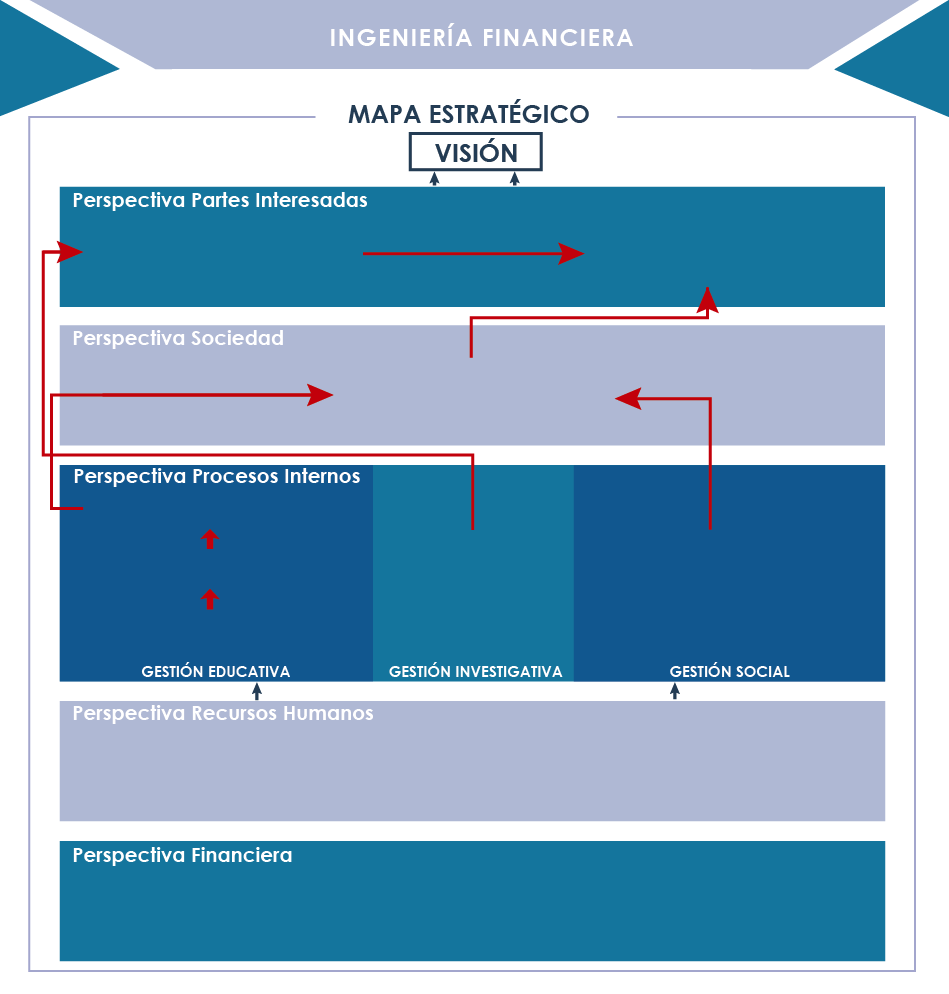 INGENIERÍA FINANCIERA
MAPA ESTRATÉGICO
VISIÓN
Perspectiva Partes Interesadas
Perspectiva Sociedad
Perspectiva Procesos Internos
GESTIÓN EDUCATIVA
GESTIÓN INVESTIGATIVA
GESTIÓN SOCIAL
Perspectiva Recursos Humanos
Perspectiva Financiera